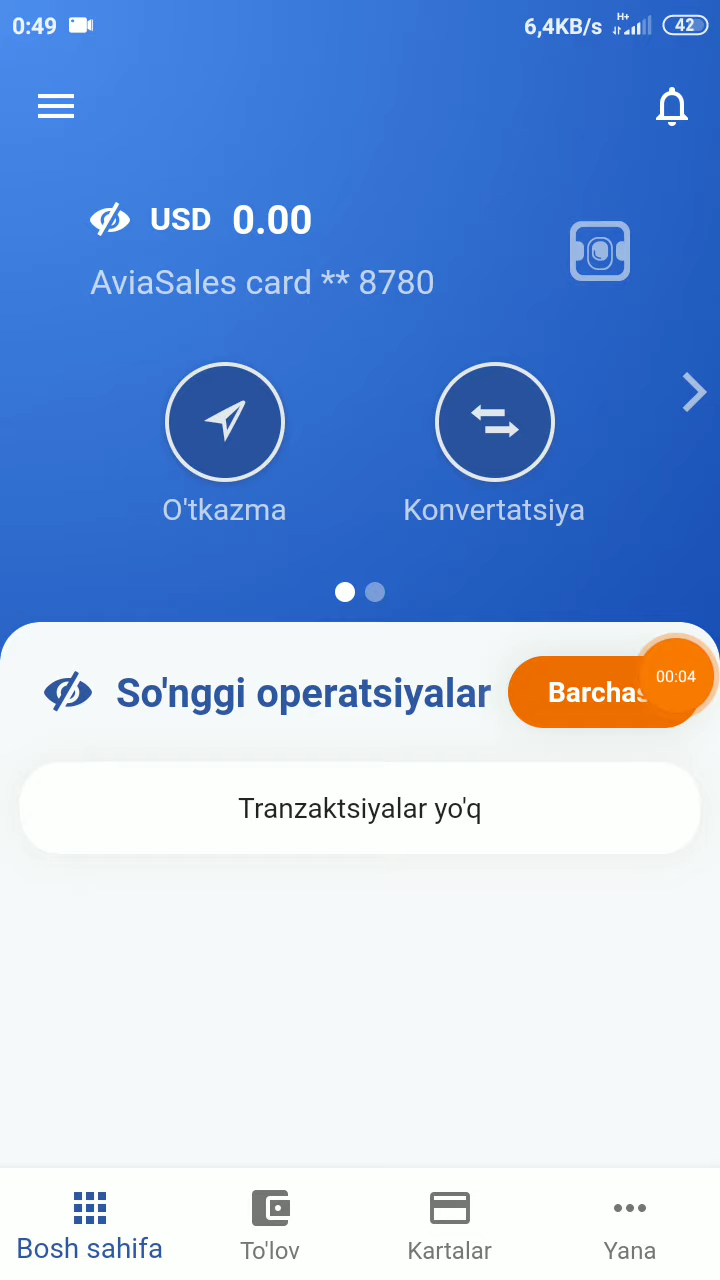 0:49
6,4KB/s H+ 42
USD 0.00
AviaSales card ** 8780
O'tkazma Konvertatsiya
So'nggi operatsiyalar
00:04
Tranzaktsiyalar yo'q
Bosh sahifa To'lov Kartalar Yana